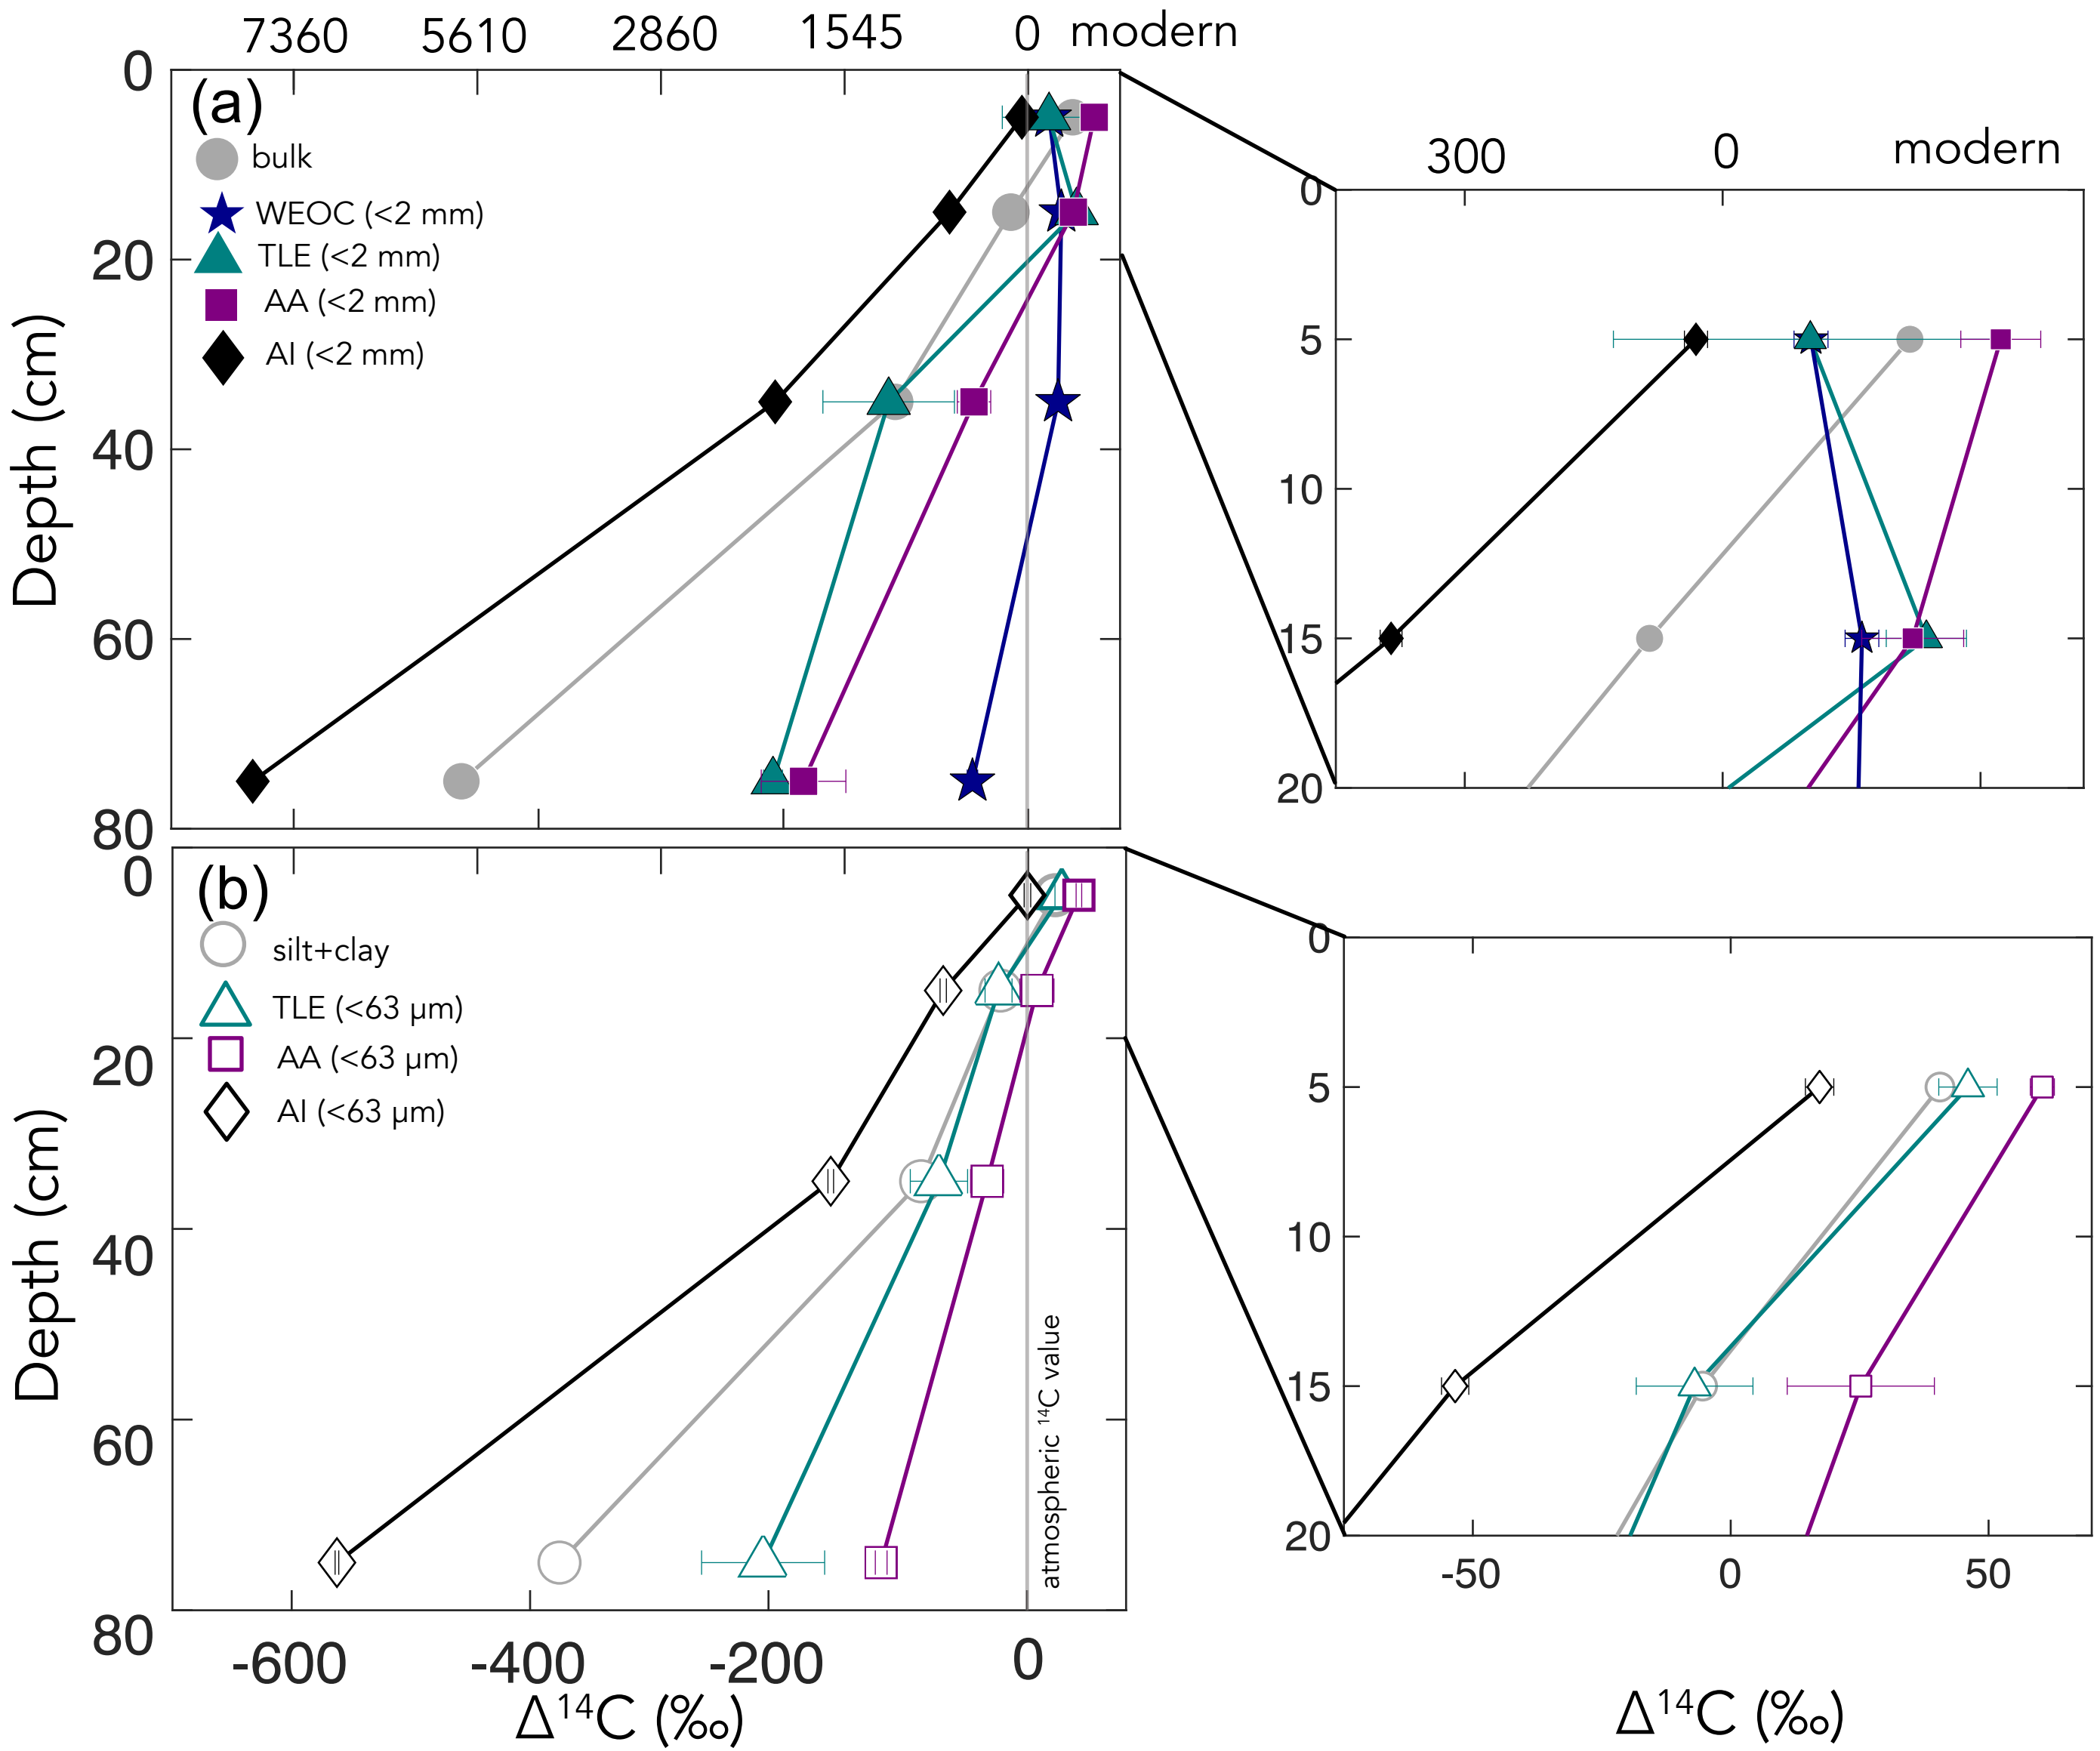 7360 5610 2860 1545 0 modern
(a)
bulk
WEOC (<2 mm)
TLE (<2 mm)
AA (<2 mm)
AI (<2 mm)
0
20
40
60
80
Depth (cm)
300 0 modern
0
5
10
15
20
(b)
silt+clay
TLE (<63 µm)
AA (<63 µm)
AI (<63 µm)
0
20
40
60
80
Depth (cm)
atmospheric ¹⁴C value
-600 -400 -200 0
Δ¹⁴C (‰)
0
5
10
15
20
-50 0 50
Δ¹⁴C (‰)